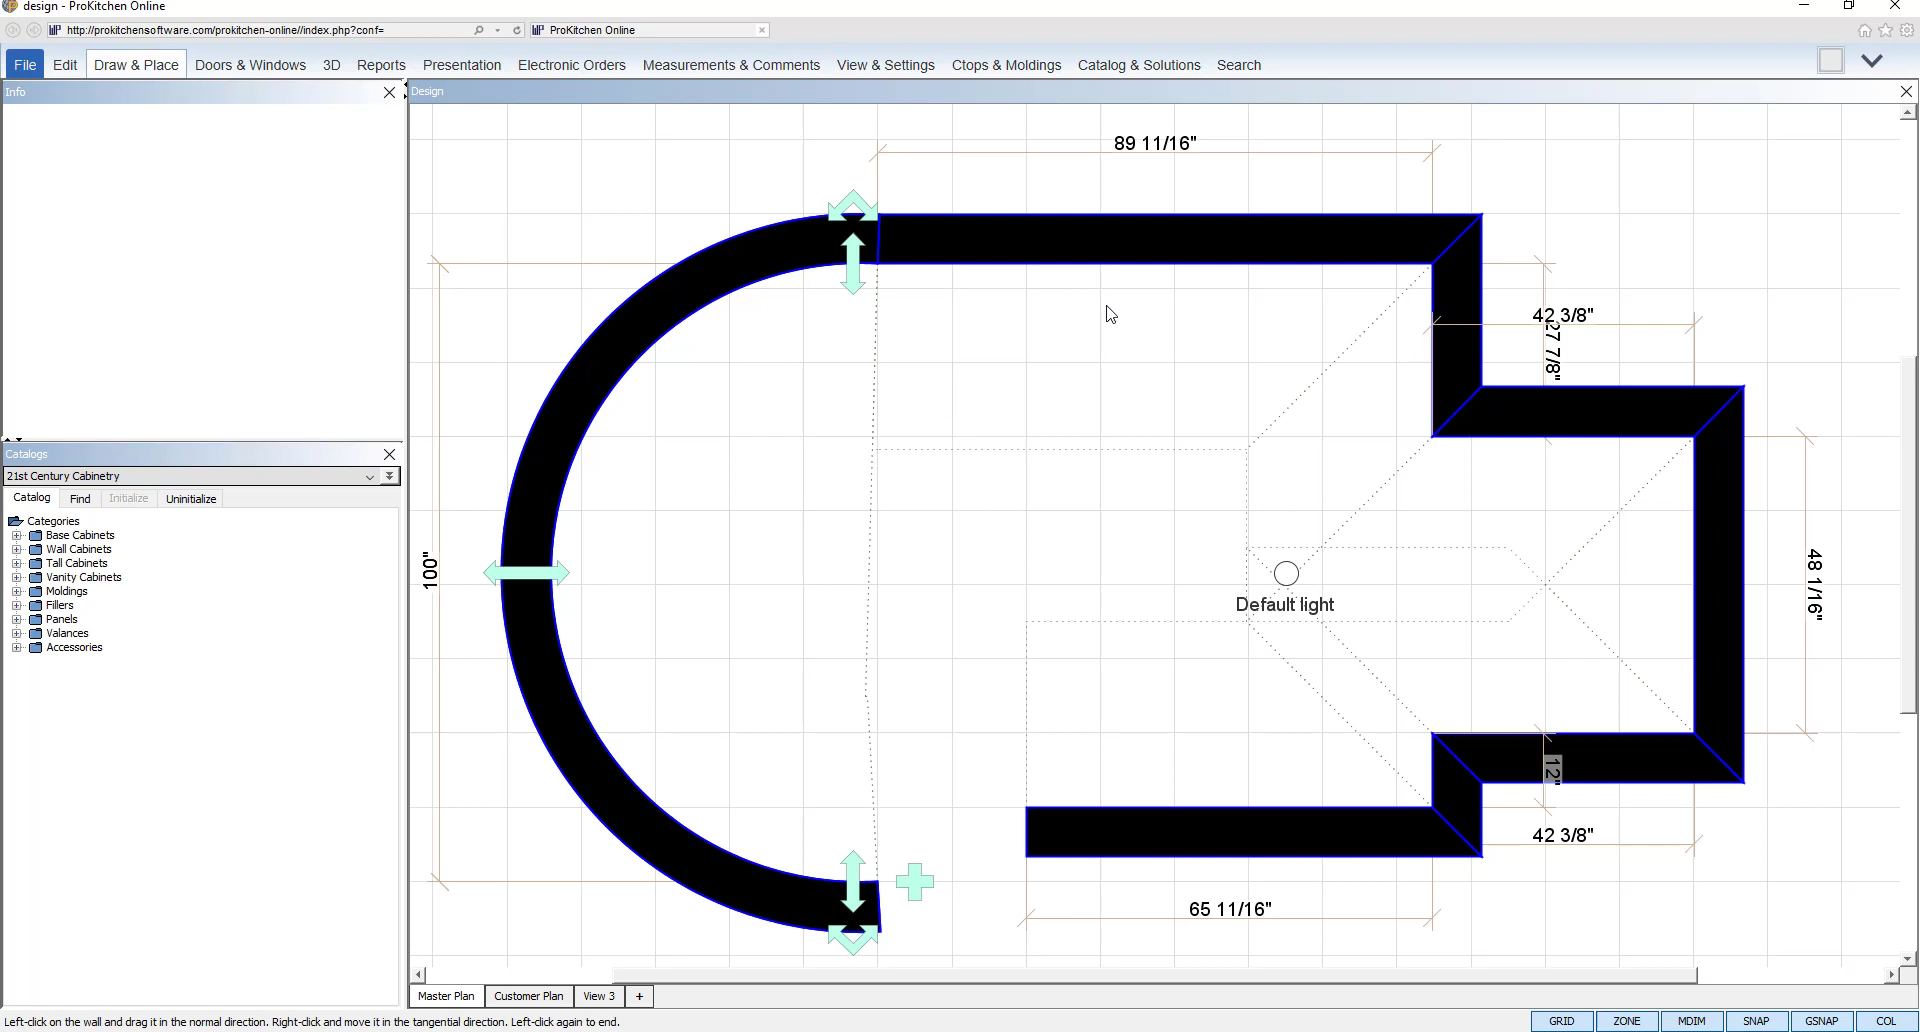 design - ProKitchen Online
http://prokitchensoftware.com/prokitchen-online//index.php?conf=
ProKitchen Online
File Edit Draw & Place Doors & Windows 3D Reports Presentation Electronic Orders Measurements & Comments View & Settings Ctops & Moldings Catalog & Solutions Search
Info
Design
89 11/16"
42 3/8"
27 7/8"
100"
Default light
48 1/16"
12"
42 3/8"
65 11/16"
Catalogs
21st Century Cabinetry
Catalog Find Initialize Uninitialize
Categories
Base Cabinets
Wall Cabinets
Tall Cabinets
Vanity Cabinets
Moldings
Fillers
Panels
Valances
Accessories
Master Plan Customer Plan View 3 +
Left-click on the wall and drag it in the normal direction. Right-click and move it in the tangential direction. Left-click again to end.
GRID ZONE MDIM SNAP GSNAP COL